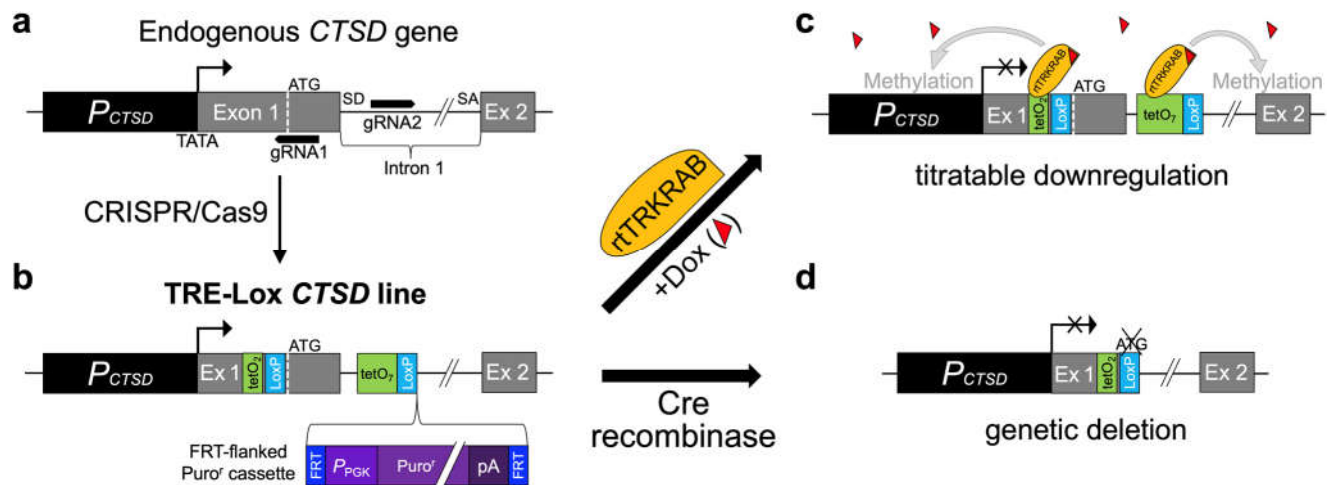 a
Endogenous CTSD gene
ATG
SD
SA
PCTSD
Exon 1
gRNA2
Ex 2
TATA
gRNA1
Intron 1
CRISPR/Cas9
b
TRE-Lox CTSD line
ATG
PCTSD
Ex 1
tetO2
LoxP
tetO7
LoxP
Ex 2
FRT-flanked
Puroʳ cassette
FRT
PPGK
Puroʳ
pA
FRT
rtTRKRAB
+Dox ( )
Cre
recombinase
c
rtTRKRAB
rtTRKRAB
Methylation
ATG
Methylation
PCTSD
Ex 1
tetO2
LoxP
tetO7
LoxP
Ex 2
titratable downregulation
d
ATG
PCTSD
Ex 1
tetO2
LoxP
Ex 2
genetic deletion